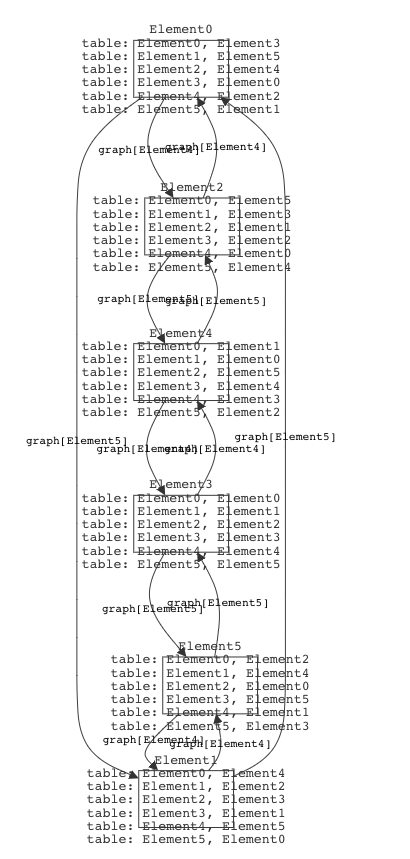 Element0
table: Element0, Element3
table: Element1, Element5
table: Element2, Element4
table: Element3, Element0
table: Element4, Element2
table: Element5, Element1
graph[Element4]
graph[Element4]
Element2
table: Element0, Element5
table: Element1, Element3
table: Element2, Element1
table: Element3, Element2
table: Element4, Element0
table: Element5, Element4
graph[Element5]
graph[Element5]
Element4
table: Element0, Element1
table: Element1, Element0
table: Element2, Element5
table: Element3, Element4
table: Element4, Element3
table: Element5, Element2
graph[Element5]
graph[Element5]
graph[Element4]
graph[Element4]
Element3
table: Element0, Element0
table: Element1, Element1
table: Element2, Element2
table: Element3, Element3
table: Element4, Element4
table: Element5, Element5
graph[Element5]
graph[Element5]
Element5
table: Element0, Element2
table: Element1, Element4
table: Element2, Element0
table: Element3, Element5
table: Element4, Element1
table: Element5, Element3
graph[Element4]
graph[Element4]
Element1
table: Element0, Element4
table: Element1, Element2
table: Element2, Element3
table: Element3, Element1
table: Element4, Element5
table: Element5, Element0